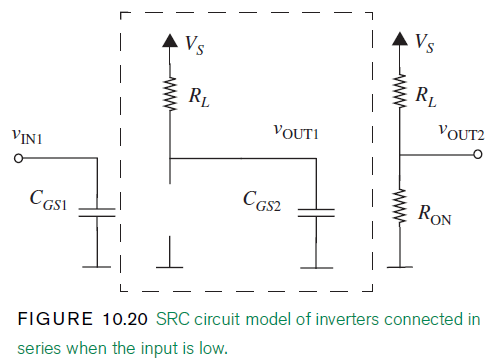 V_S
V_S
R_L
R_L
v_IN1
v_OUT1
v_OUT2
C_GS1
C_GS2
R_ON
FIGURE 10.20 SRC circuit model of inverters connected in
series when the input is low.